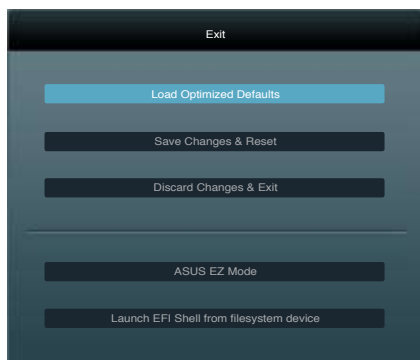 Exit
Load Optimized Defaults
Save Changes & Reset
Discard Changes & Exit
ASUS EZ Mode
Launch EFI Shell from filesystem device